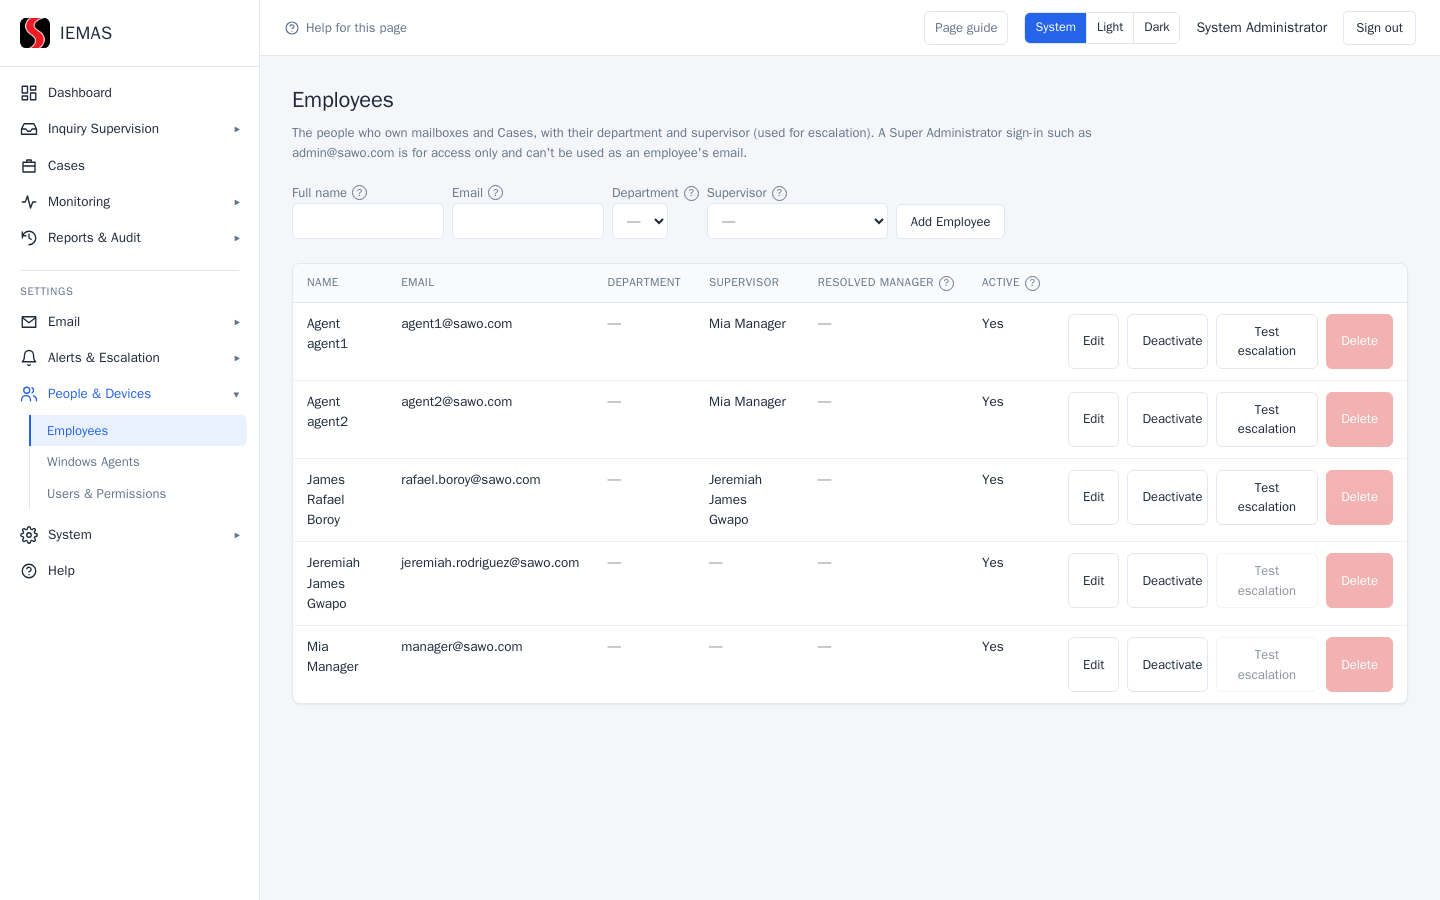 IEMAS
Help for this page
Page guide
System
Light
Dark
System Administrator
Sign out
Dashboard
Inquiry Supervision
Cases
Monitoring
Reports & Audit
SETTINGS
Email
Alerts & Escalation
People & Devices
Employees
Windows Agents
Users & Permissions
System
Help
Employees
The people who own mailboxes and Cases, with their department and supervisor (used for escalation). A Super Administrator sign-in such as
admin@sawo.com is for access only and can't be used as an employee's email.
Full name ?
Email ?
Department ?
Supervisor ?
—
—
Add Employee
NAME EMAIL DEPARTMENT SUPERVISOR RESOLVED MANAGER ? ACTIVE ?
Agent
agent1
agent1@sawo.com
—
Mia Manager
—
Yes
Edit
Deactivate
Test
escalation
Delete
Agent
agent2
agent2@sawo.com
—
Mia Manager
—
Yes
Edit
Deactivate
Test
escalation
Delete
James
Rafael
Boroy
rafael.boroy@sawo.com
—
Jeremiah
James
Gwapo
—
Yes
Edit
Deactivate
Test
escalation
Delete
Jeremiah
James
Gwapo
jeremiah.rodriguez@sawo.com
—
—
—
Yes
Edit
Deactivate
Test
escalation
Delete
Mia
Manager
manager@sawo.com
—
—
—
Yes
Edit
Deactivate
Test
escalation
Delete